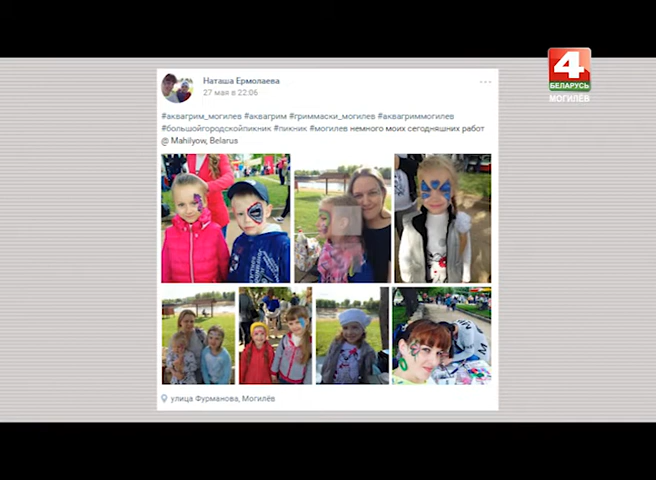 4
БЕЛАРУСЬ
МОГИЛЁВ
Наташа Ермолаева
27 мая в 22:06
#аквагрим_могилев #аквагрим #гриммаски_могилев #аквагриммогилев
#большойгородскойпикник #пикник #могилев немного моих сегодняшних работ
@ Mahilyow, Belarus
улица Фурманова, Могилёв